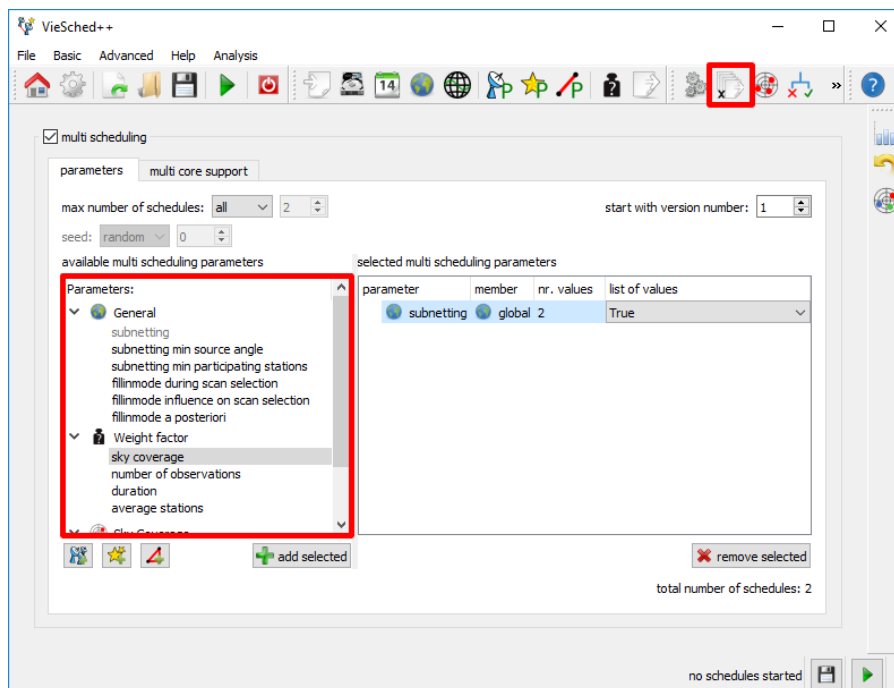 VieSched++
File Basic Advanced Help Analysis
14 P P P ? x » ?
multi scheduling
parameters multi core support
max number of schedules: all 2 start with version number: 1
seed: random 0
available multi scheduling parameters selected multi scheduling parameters
Parameters: parameter member nr. values list of values
General subnetting global 2 True
subnetting
subnetting min source angle
subnetting min participating stations
fillinmode during scan selection
fillinmode influence on scan selection
fillinmode a posteriori
? Weight factor
sky coverage
number of observations
duration
average stations
Sky Coverage
add selected remove selected
total number of schedules: 2
no schedules started